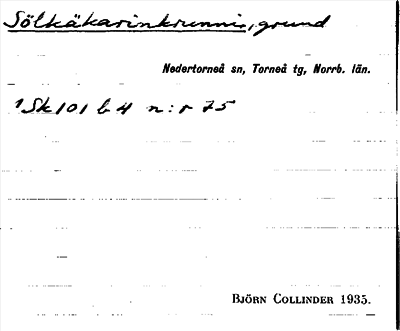 Sölkäkarinkrunni, grund
Nedertorneå sn, Torneå tg, Norrb. län.
1 Sk 101 b 4 n:r 75
BJÖRN COLLINDER 1935.